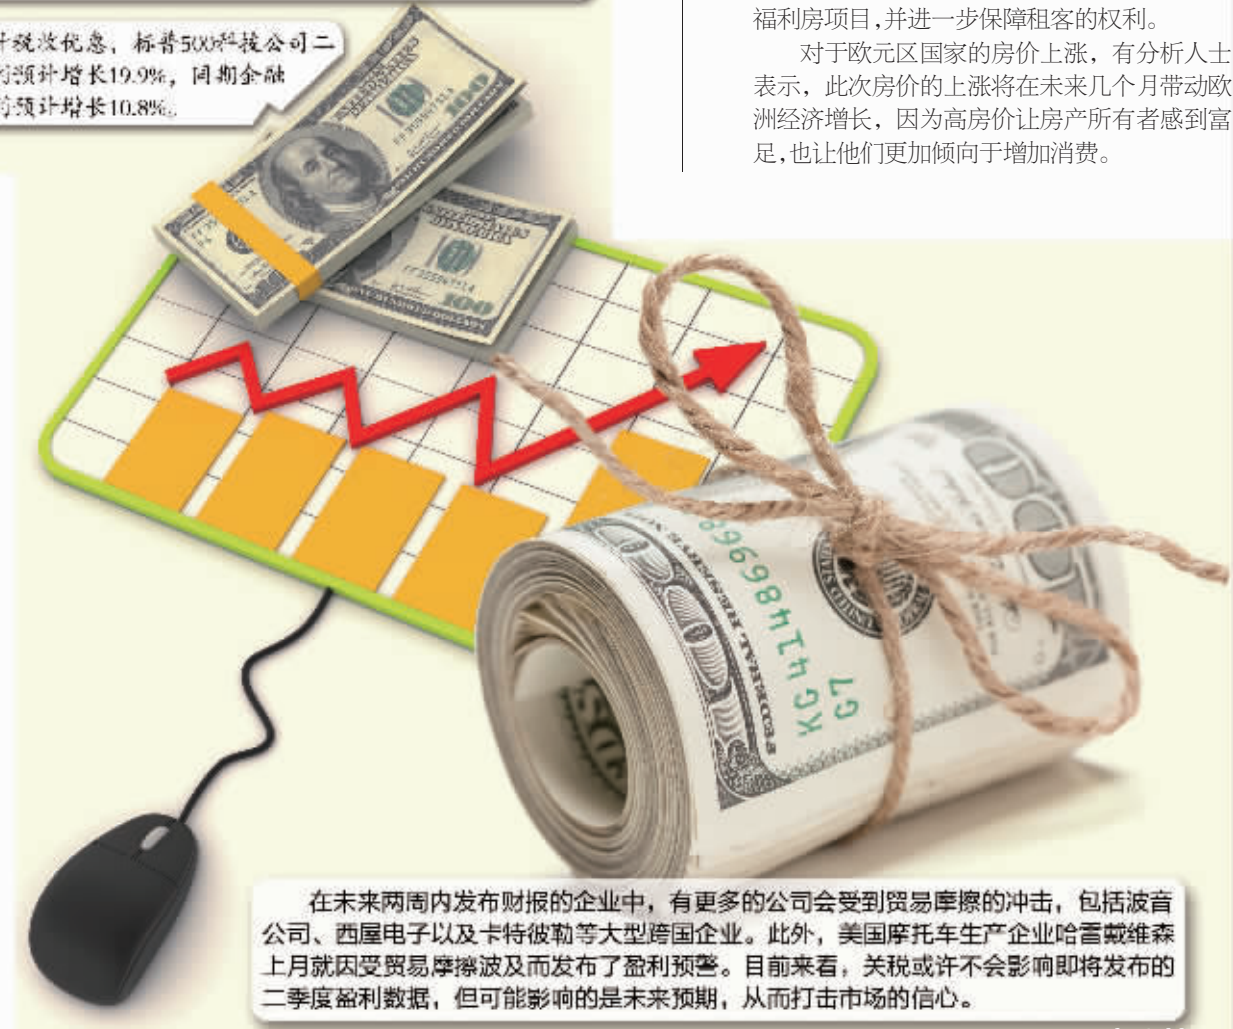 福利房项目,并进一步保障租客的权利。
对于欧元区国家的房价上涨，有分析人士
表示，此次房价的上涨将在未来几个月带动欧
洲经济增长，因为高房价让房产所有者感到富
足,也让他们更加倾向于增加消费。
税收优惠，标普500科技公司二
预计增长19.9%，同期金融
预计增长10.8%。
100
100
FEDERAL RESERVE NOTE
KG41486996
G7
在未来两周内发布财报的企业中，有更多的公司会受到贸易摩擦的冲击，包括波音
公司、西屋电子以及卡特彼勒等大型跨国企业。此外，美国摩托车生产企业哈雷戴维森
上月就因受贸易摩擦波及而发布了盈利预警。目前来看，关税或许不会影响即将发布的
二季度盈利数据，但可能影响的是未来预期，从而打击市场的信心。